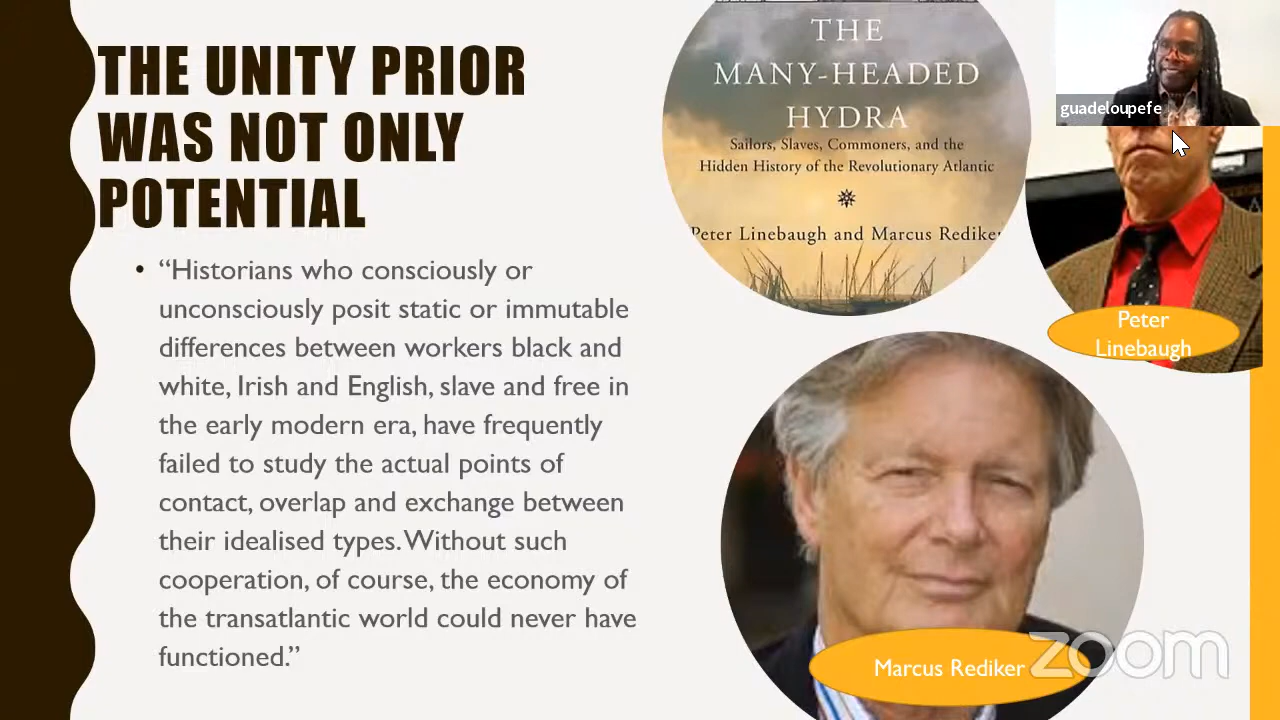 THE UNITY PRIOR
WAS NOT ONLY
POTENTIAL
• “Historians who consciously or
unconsciously posit static or immutable
differences between workers black and
white, Irish and English, slave and free in
the early modern era, have frequently
failed to study the actual points of
contact, overlap and exchange between
their idealised types. Without such
cooperation, of course, the economy of
the transatlantic world could never have
functioned.”
THE
MANY-HEADED
HYDRA
Sailors, Slaves, Commoners, and the
Hidden History of the Revolutionary Atlantic
Peter Linebaugh and Marcus Rediker
guadeloupefe
Peter
Linebaugh
Marcus Rediker
zoom